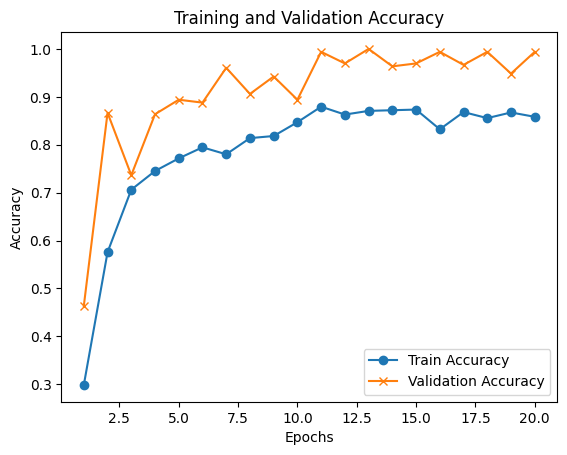 Training and Validation Accuracy
1.0
0.9
0.8
0.7
0.6
0.5
0.4
0.3
Accuracy
Train Accuracy
Validation Accuracy
2.5 5.0 7.5 10.0 12.5 15.0 17.5 20.0
Epochs